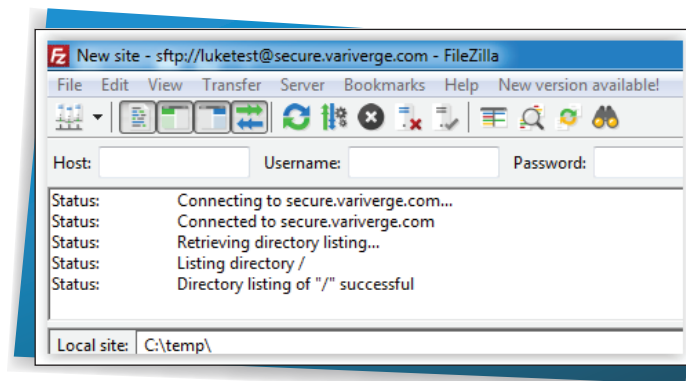 Fz New site - sftp://luketest@secure.variverge.com - FileZilla
File Edit View Transfer Server Bookmarks Help New version available!
Host: Username: Password:
Status: Connecting to secure.variverge.com...
Status: Connected to secure.variverge.com
Status: Retrieving directory listing...
Status: Listing directory /
Status: Directory listing of "/" successful
Local site: C:\temp\